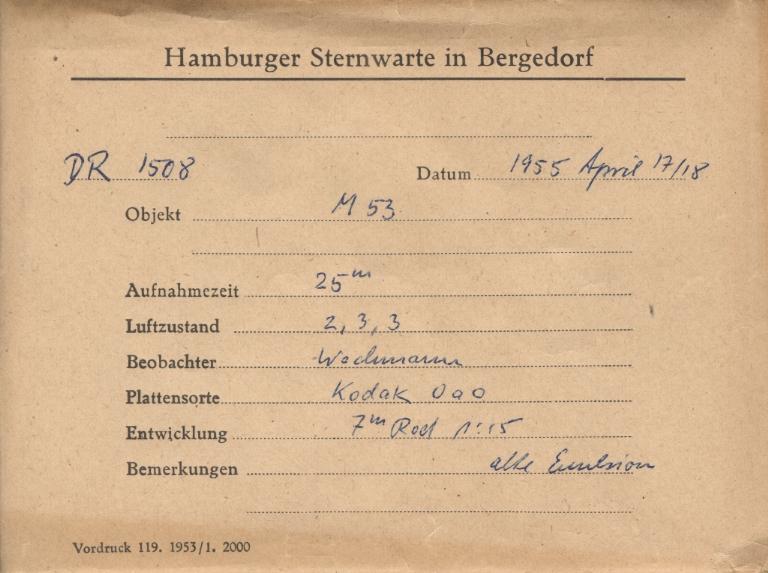 Hamburger Sternwarte in Bergedorf
DR 1508 Datum 1955 April 17/18
Objekt M 53
Aufnahmezeit 25ᵐ
Luftzustand 2, 3, 3
Beobachter Wachmann
Plattensorte Kodak 0a0
Entwicklung 7ᵐ Rod 1:15
Bemerkungen alte Emulsion
Vordruck 119. 1953/1. 2000